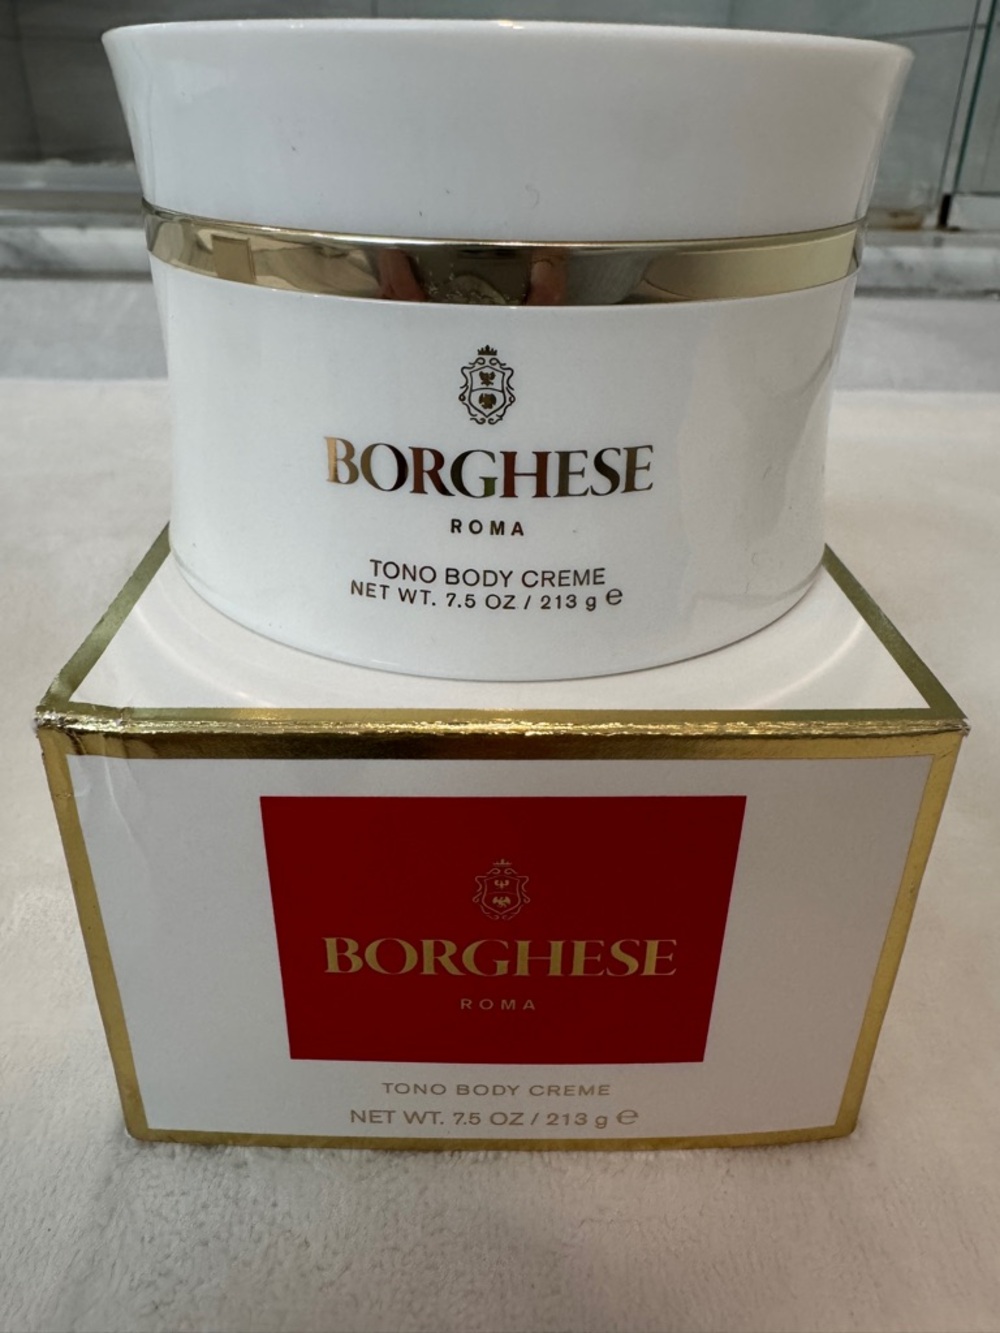 BORGHESE
ROMA
TONO BODY CREME
NET WT. 7.5 OZ / 213 g e
BORGHESE
ROMA
TONO BODY CREME
NET WT. 7.5 OZ / 213 g e